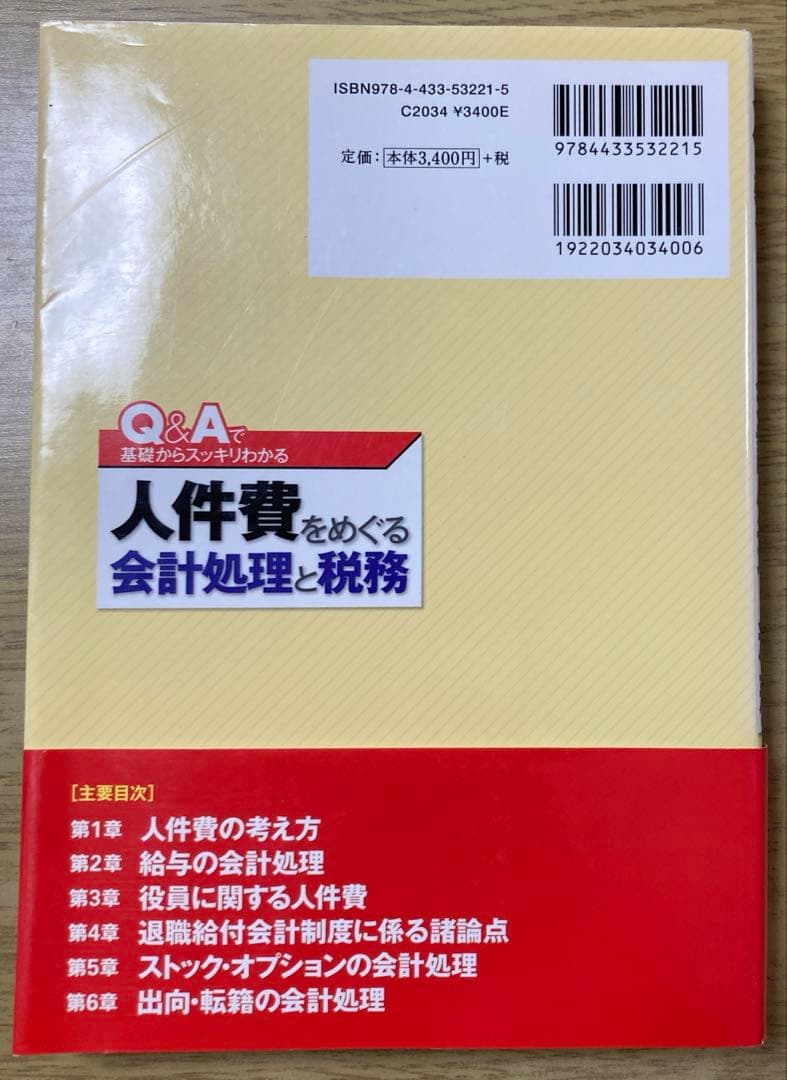 ISBN978-4-433-53221-5
C2034 ¥3400E
定価：本体3,400円+税
9784433532215
1922034034006
Q&Aで
基礎からスッキリわかる
人件費をめぐる
会計処理と税務
［主要目次］
第1章 人件費の考え方
第2章 給与の会計処理
第3章 役員に関する人件費
第4章 退職給付会計制度に係る諸論点
第5章 ストック・オプションの会計処理
第6章 出向・転籍の会計処理